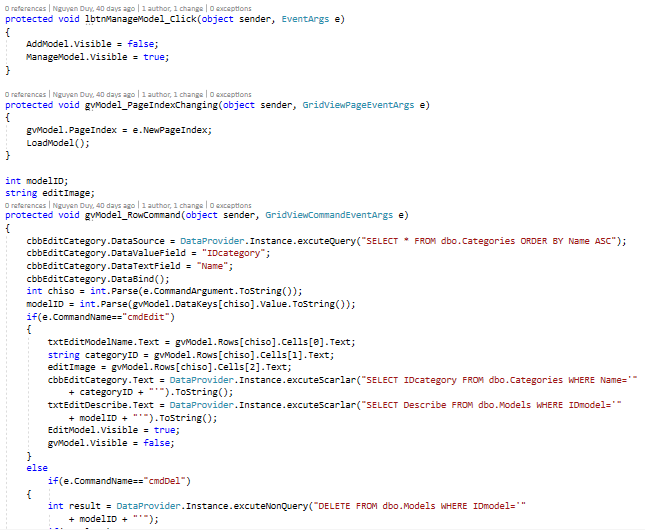 0 references | Nguyen Duy, 40 days ago | 1 author, 1 change | 0 exceptions
protected void lbtnManageModel_Click(object sender, EventArgs e)
{
AddModel.Visible = false;
ManageModel.Visible = true;
}
0 references | Nguyen Duy, 40 days ago | 1 author, 1 change | 0 exceptions
protected void gvModel_PageIndexChanging(object sender, GridViewPageEventArgs e)
{
gvModel.PageIndex = e.NewPageIndex;
LoadModel();
}
int modelID;
string editImage;
0 references | Nguyen Duy, 40 days ago | 1 author, 1 change | 0 exceptions
protected void gvModel_RowCommand(object sender, GridViewCommandEventArgs e)
{
cbbEditCategory.DataSource = DataProvider.Instance.excuteQuery("SELECT * FROM dbo.Categories ORDER BY Name ASC");
cbbEditCategory.DataValueField = "IDcategory";
cbbEditCategory.DataTextField = "Name";
cbbEditCategory.DataBind();
int chiso = int.Parse(e.CommandArgument.ToString());
modelID = int.Parse(gvModel.DataKeys[chiso].Value.ToString());
if(e.CommandName=="cmdEdit")
{
txtEditModelName.Text = gvModel.Rows[chiso].Cells[0].Text;
string categoryID = gvModel.Rows[chiso].Cells[1].Text;
editImage = gvModel.Rows[chiso].Cells[2].Text;
cbbEditCategory.Text = DataProvider.Instance.excuteScarlar("SELECT IDcategory FROM dbo.Categories WHERE Name='"
+ categoryID + "'").ToString();
txtEditDescribe.Text = DataProvider.Instance.excuteScarlar("SELECT Describe FROM dbo.Models WHERE IDmodel='"
+ modelID + "'").ToString();
EditModel.Visible = true;
gvModel.Visible = false;
}
else
if(e.CommandName=="cmdDel")
{
int result = DataProvider.Instance.excuteNonQuery("DELETE FROM dbo.Models WHERE IDmodel='"
+ modelID + "'");